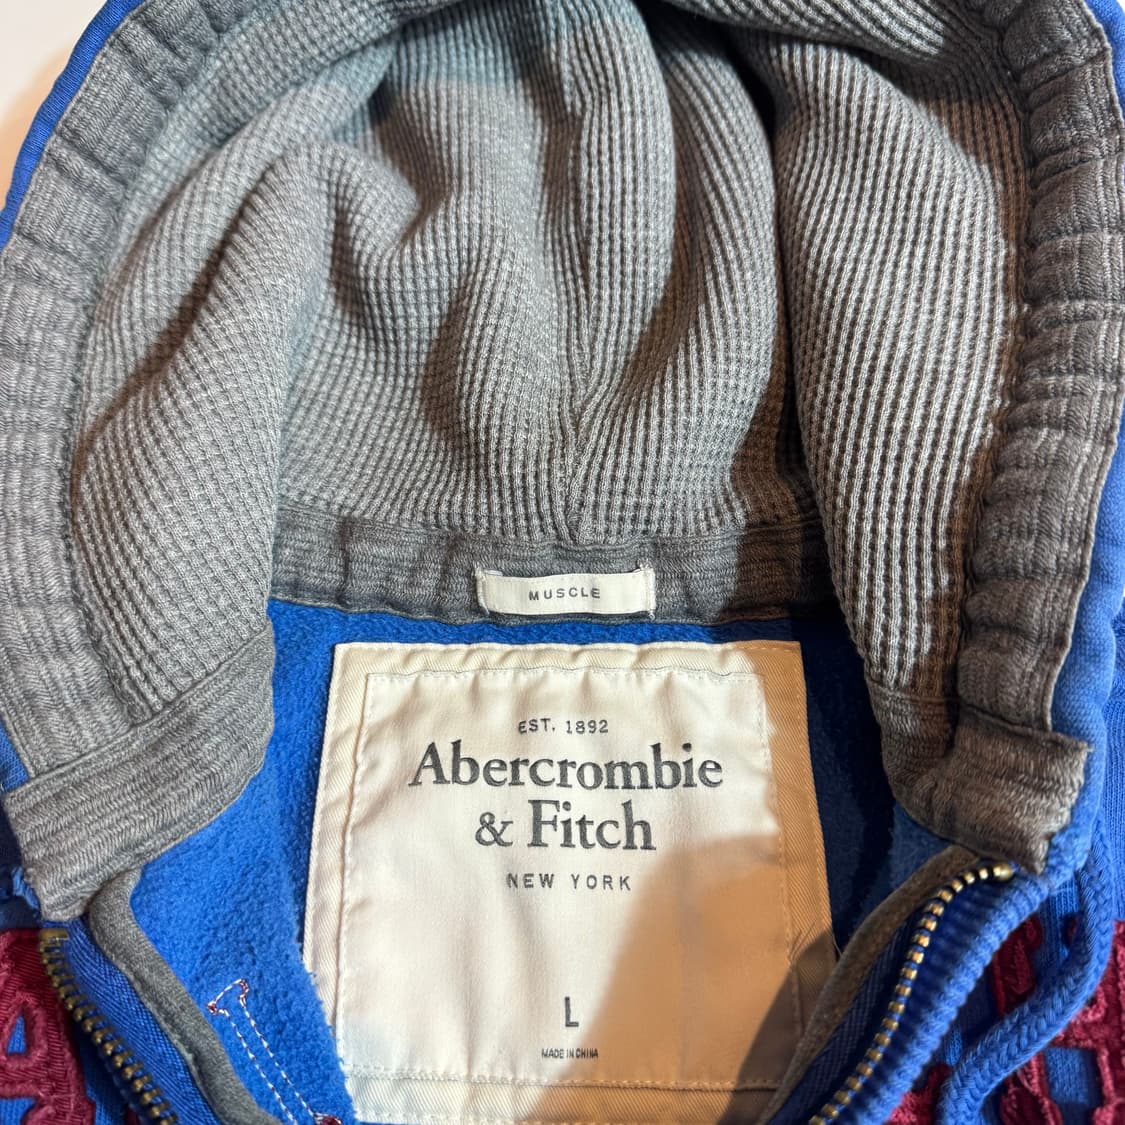 MUSCLE
EST. 1892
Abercrombie
& Fitch
NEW YORK
L
MADE IN CHINA